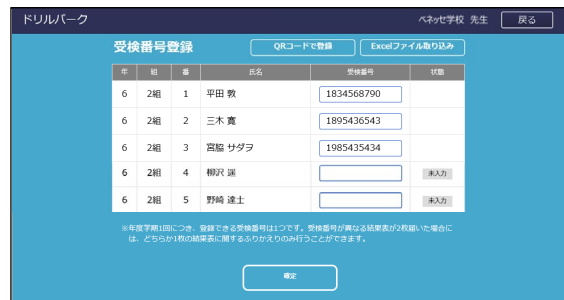 ドリルパーク ベネッセ学校 先生 戻る
受検番号登録 QRコードで登録 Excelファイル取り込み
年 組 番 氏名 受検番号 状態
6 2組 1 平田 敦 1834568790
6 2組 2 三木 寛 1895436543
6 2組 3 宮脇 サダヲ 1985435434
6 2組 4 柳沢 遥 未入力
6 2組 5 野崎 達士 未入力
※年度学期1回につき、登録できる受検番号は1つです。受検番号が異なる結果表が2枚届いた場合に
は、どちらか1枚の結果表に関するふりかえりのみ行うことができます。
確定